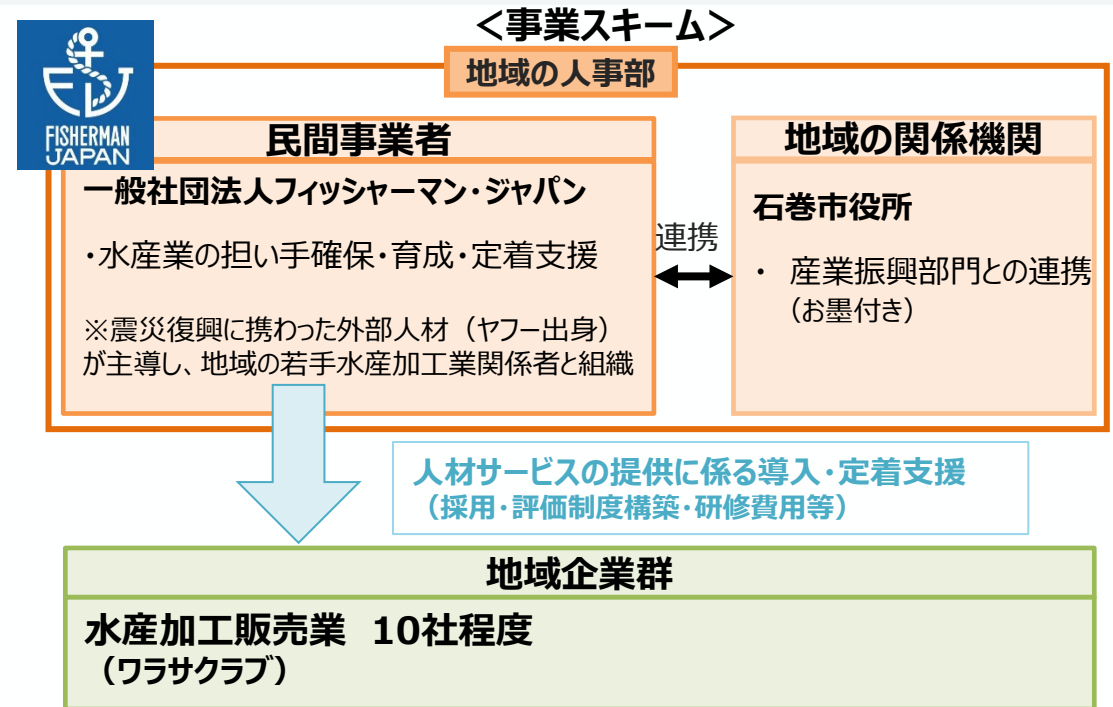 ＜事業スキーム＞
地域の人事部
FJ
FISHERMAN
JAPAN
民間事業者
一般社団法人フィッシャーマン・ジャパン
・水産業の担い手確保・育成・定着支援
※震災復興に携わった外部人材（ヤフー出身）
が主導し、地域の若手水産加工業関係者と組織
連携
地域の関係機関
石巻市役所
・ 産業振興部門との連携
（お墨付き）
人材サービスの提供に係る導入・定着支援
（採用・評価制度構築・研修費用等）
地域企業群
水産加工販売業 10社程度
（ワラサクラブ）